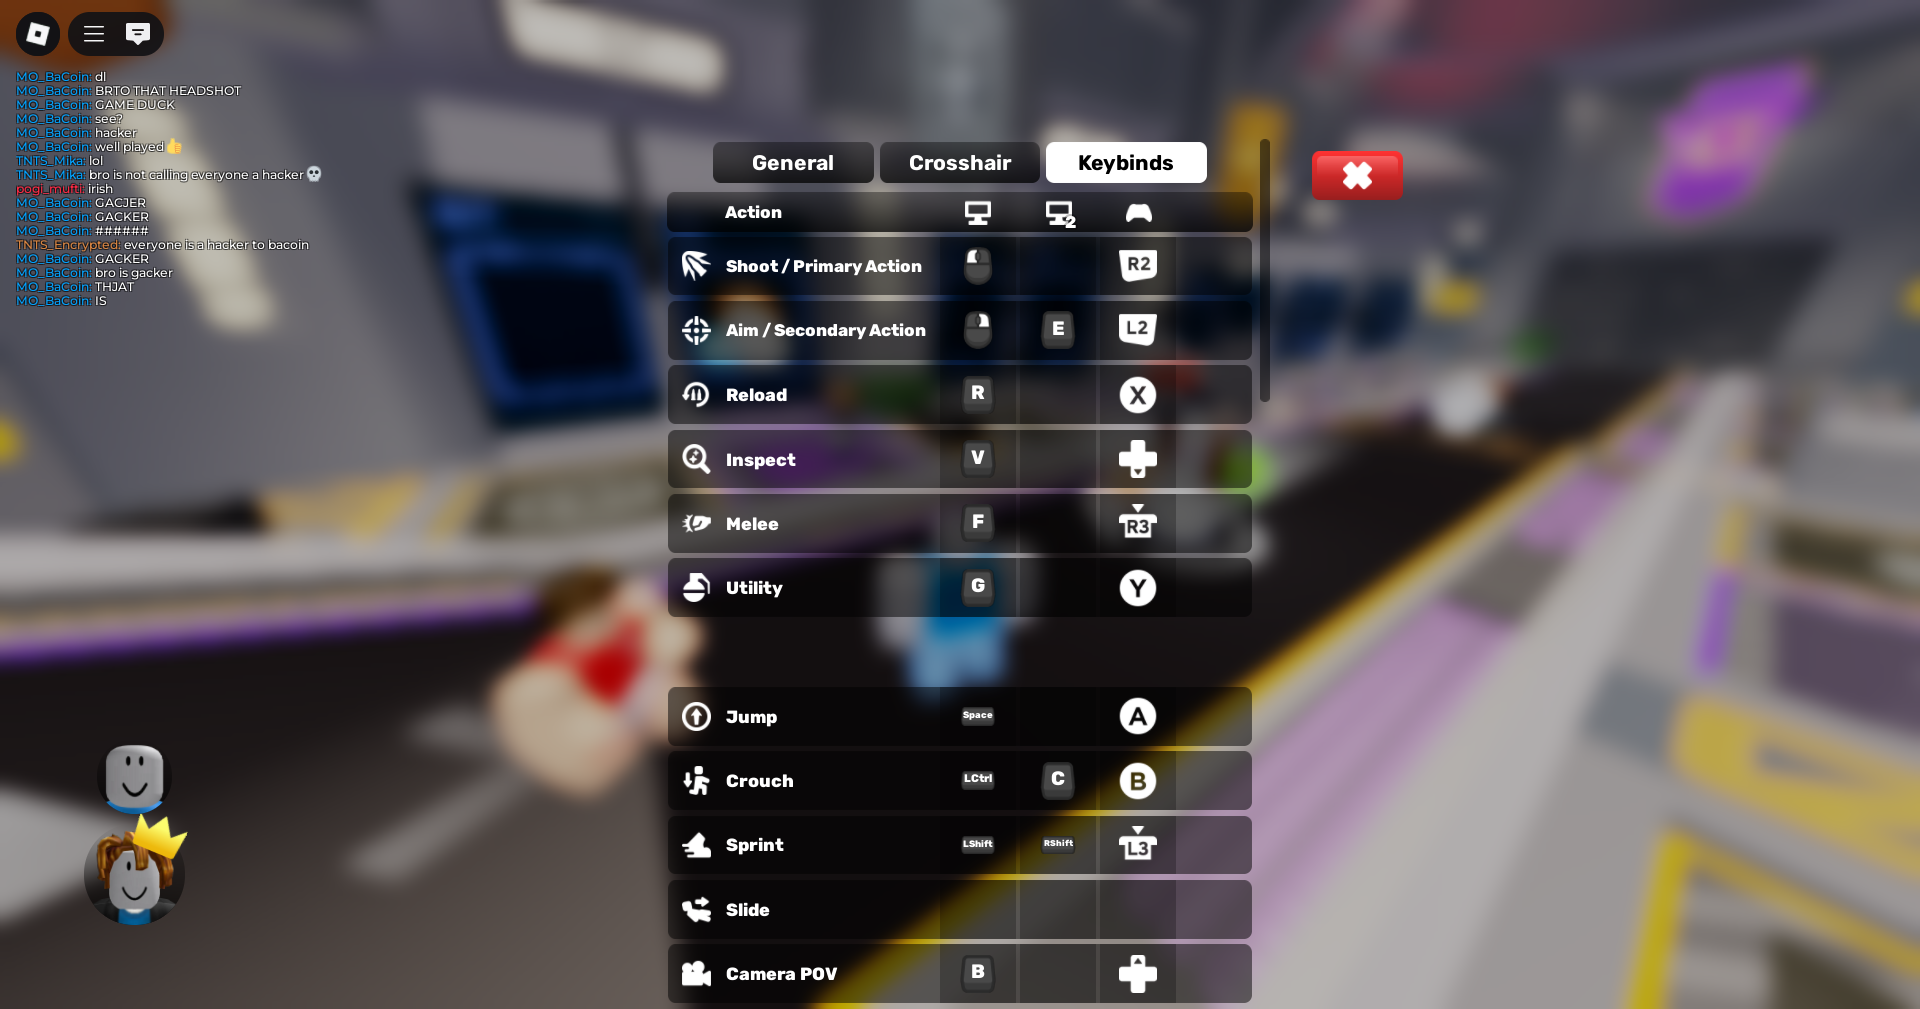 MO_BaCoin: dl
MO_BaCoin: BRTO THAT HEADSHOT
MO_BaCoin: GAME DUCK
MO_BaCoin: see?
MO_BaCoin: hacker
MO_BaCoin: well played👍
TNTS_Mika: lol
TNTS_Mika: bro is not calling everyone a hacker💀
pogi_mufti: irish
MO_BaCoin: GACJER
MO_BaCoin: GACKER
MO_BaCoin: ######
TNTS_Encrypted: everyone is a hacker to bacoin
MO_BaCoin: GACKER
MO_BaCoin: bro is gacker
MO_BaCoin: THJAT
MO_BaCoin: IS
General Crosshair Keybinds
Action 2
Shoot / Primary Action R2
Aim / Secondary Action E L2
Reload R X
Inspect V
Melee F R3
Utility G Y
Jump Space A
Crouch LCtrl C B
Sprint LShift RShift L3
Slide
Camera POV B